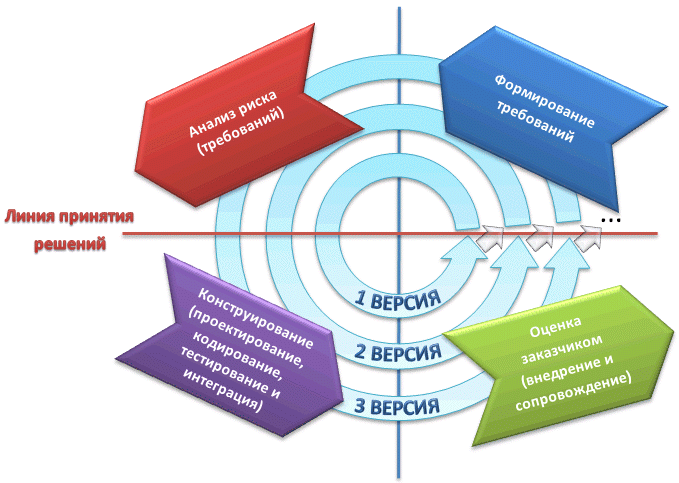 Анализ риска
(требований)
Формирование
требований
Линия принятия
решений
...
Конструирование
(проектирование,
кодирование,
тестирование и
интеграция)
1 ВЕРСИЯ
2 ВЕРСИЯ
3 ВЕРСИЯ
Оценка
заказчиком
(внедрение и
сопровождение)